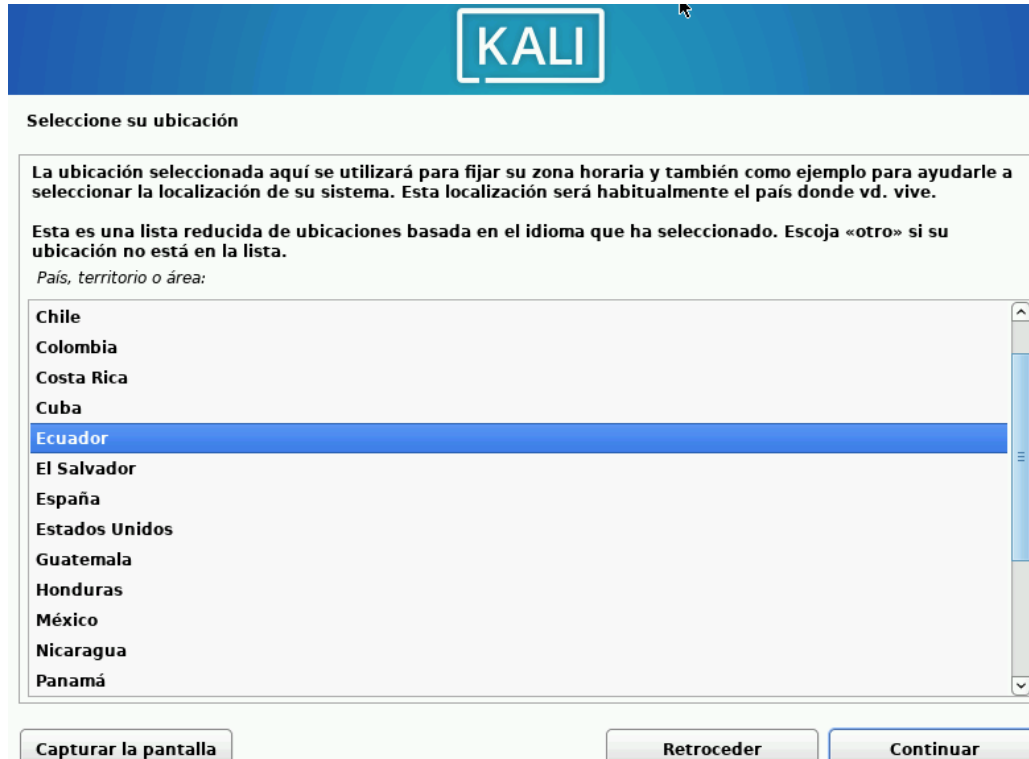 KALI
Seleccione su ubicación
La ubicación seleccionada aquí se utilizará para fijar su zona horaria y también como ejemplo para ayudarle a
seleccionar la localización de su sistema. Esta localización será habitualmente el país donde vd. vive.
Esta es una lista reducida de ubicaciones basada en el idioma que ha seleccionado. Escoja «otro» si su
ubicación no está en la lista.
País, territorio o área:
Chile
Colombia
Costa Rica
Cuba
Ecuador
El Salvador
España
Estados Unidos
Guatemala
Honduras
México
Nicaragua
Panamá
Capturar la pantalla
Retroceder
Continuar